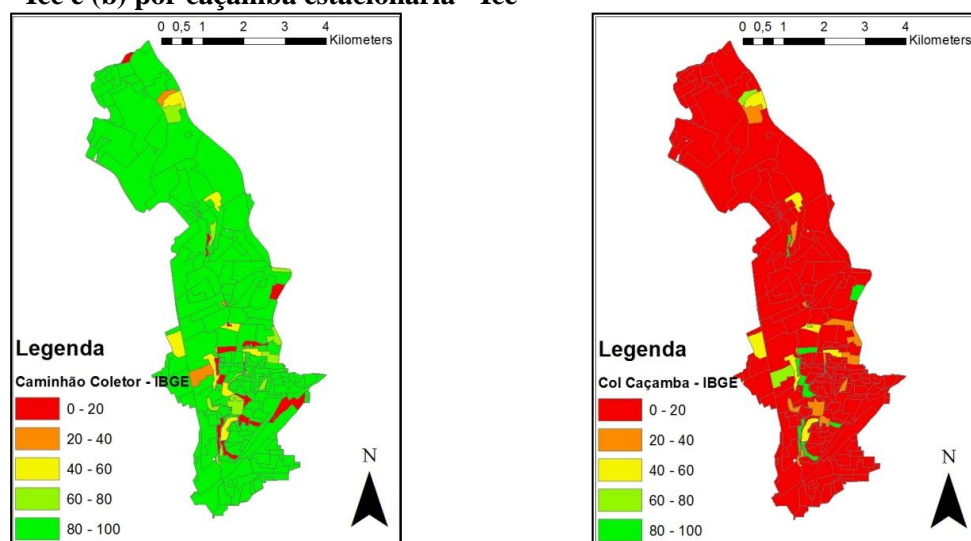 Icc e (b) por caçamba estacionária - Ice
0 0,5 1 2 3 4
Kilometers
Legenda
Caminhão Coletor - IBGE
0 - 20
20 - 40
40 - 60
60 - 80
80 - 100
N
0 0,5 1 2 3 4
Kilometers
Legenda
Col Caçamba - IBGE
0 - 20
20 - 40
40 - 60
60 - 80
80 - 100
N